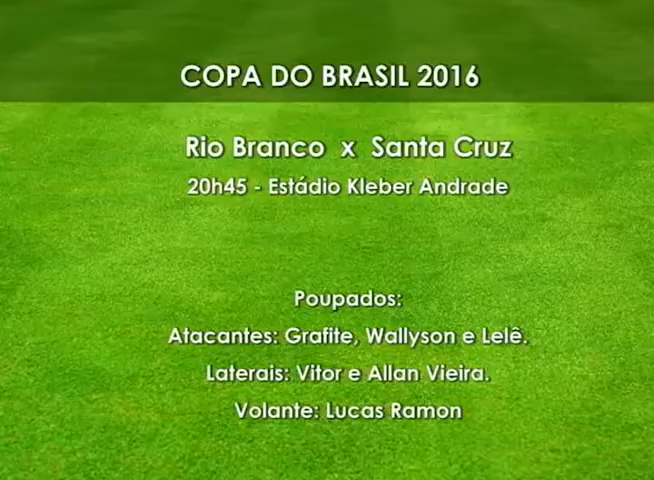 COPA DO BRASIL 2016
Rio Branco x Santa Cruz
20h45 - Estádio Kleber Andrade
Poupados:
Atacantes: Grafite, Wallyson e Lelê.
Laterais: Vitor e Allan Vieira.
Volante: Lucas Ramon